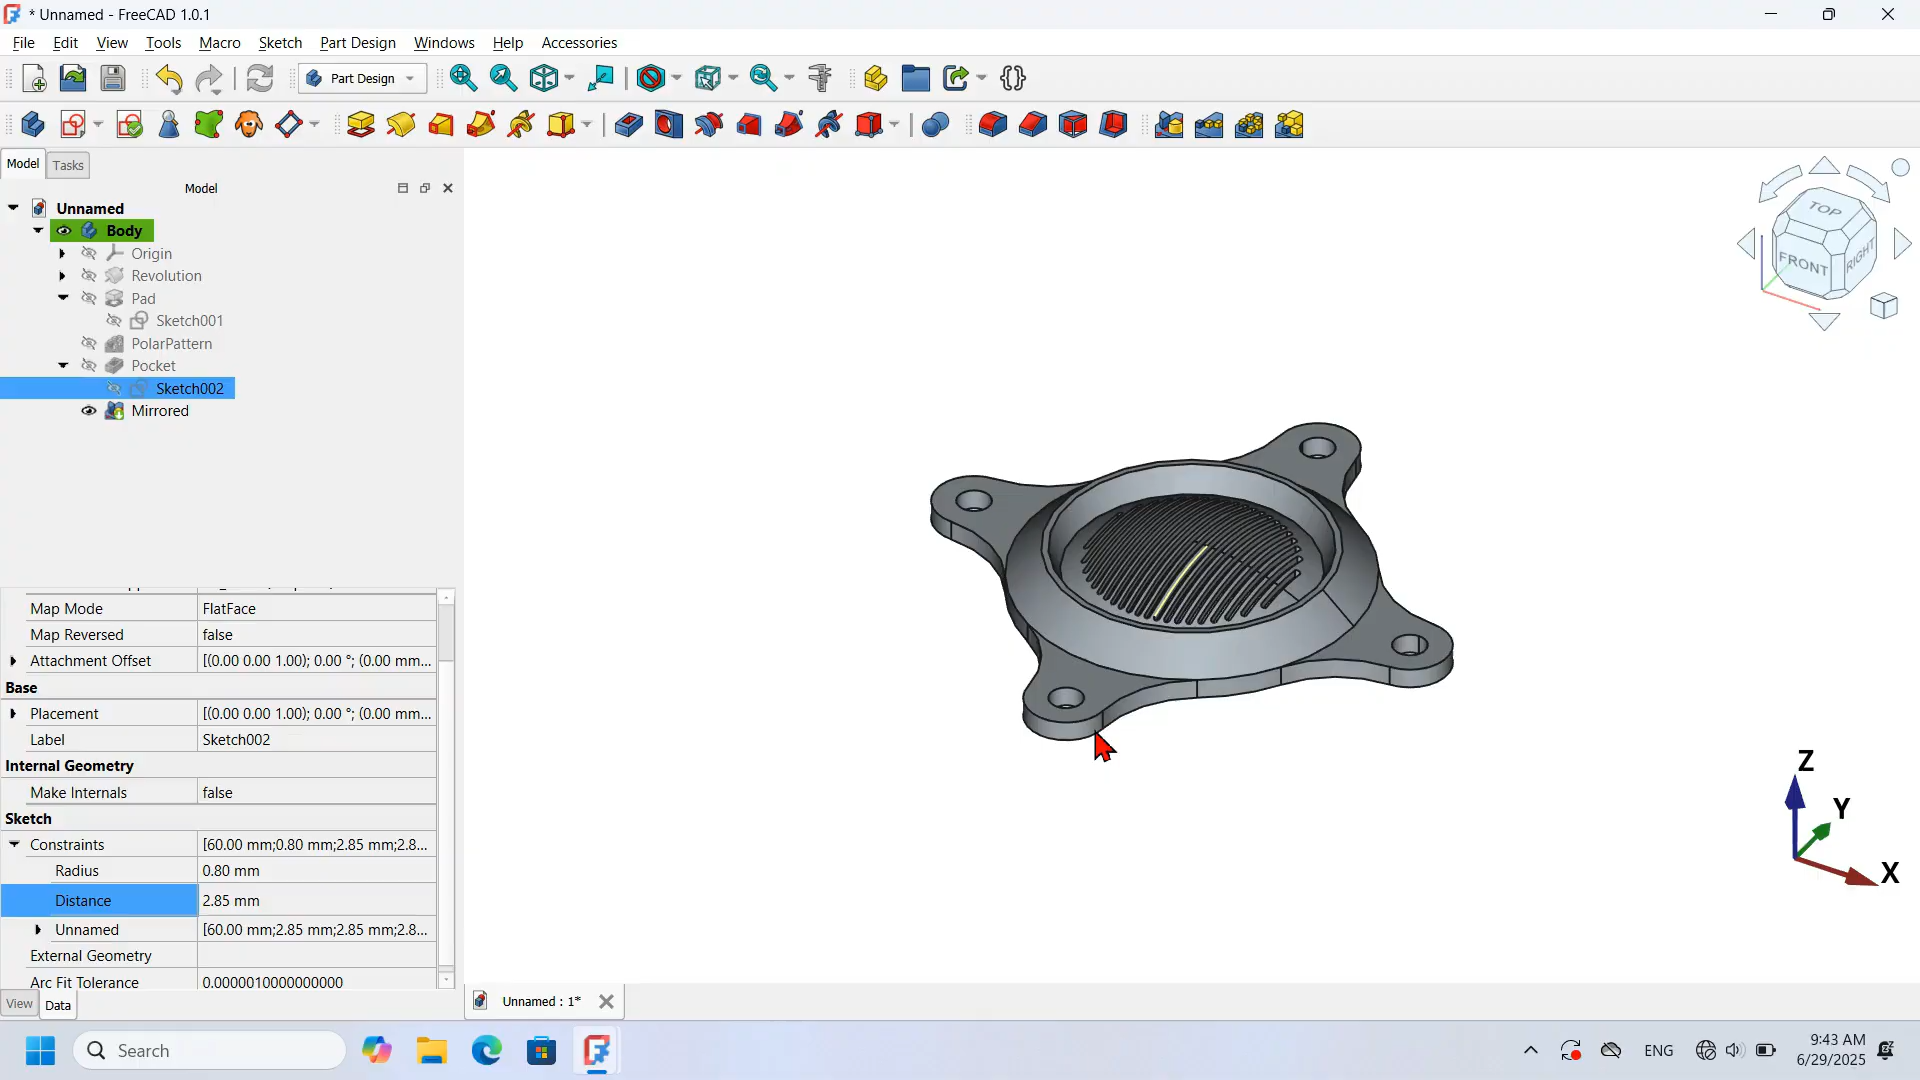 * Unnamed - FreeCAD 1.0.1
File Edit View Tools Macro Sketch Part Design Windows Help Accessories
Part Design
Model Tasks
Model
Unnamed
Body
Origin
Revolution
Pad
Sketch001
PolarPattern
Pocket
Sketch002
Mirrored
Map Mode FlatFace
Map Reversed false
Attachment Offset [(0.00 0.00 1.00); 0.00 °; (0.00 mm...
Base
Placement [(0.00 0.00 1.00); 0.00 °; (0.00 mm...
Label Sketch002
Internal Geometry
Make Internals false
Sketch
Constraints [60.00 mm;0.80 mm;2.85 mm;2.8...
Radius 0.80 mm
Distance 2.85 mm
Unnamed [60.00 mm;2.85 mm;2.85 mm;2.8...
External Geometry
Arc Fit Tolerance 0.0000010000000000
View Data
Unnamed : 1*
TOP
FRONT
RIGHT
Z
Y
X
Search
ENG
9:43 AM
6/29/2025